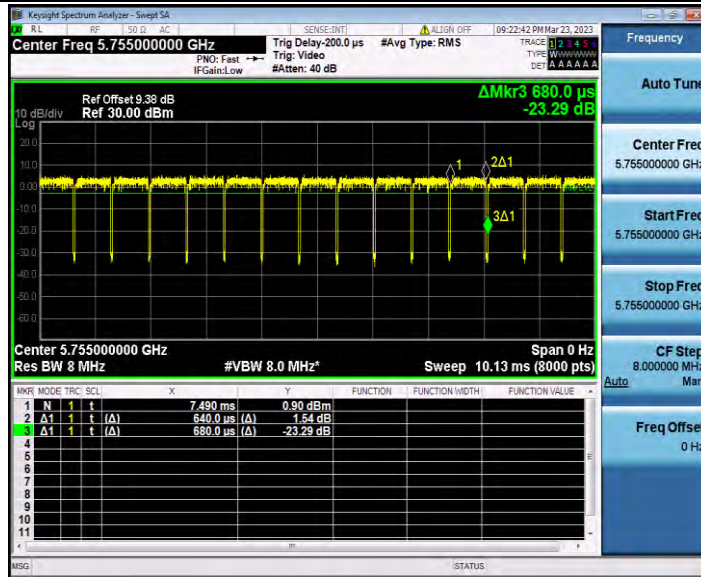 Keysight Spectrum Analyzer - Swept SA
RL RF 50 Ω AC SENSE:INT ALIGN OFF 09:22:42 PM Mar 23, 2023
Center Freq 5.755000000 GHz Trig Delay-200.0 µs #Avg Type: RMS TRACE 1 2 3 4 5 6
PNO: Fast Trig: Video TYPE W
IFGain:Low #Atten: 40 dB DET A A A A A A
Ref Offset 9.38 dB ΔMkr3 680.0 µs
10 dB/div Ref 30.00 dBm -23.29 dB
Log
20.0
10.0
0.00
-10.0
-20.0
-30.0
-40.0
-50.0
-60.0
1
2Δ1
3Δ1
Center 5.755000000 GHz Span 0 Hz
Res BW 8 MHz #VBW 8.0 MHz* Sweep 10.13 ms (8000 pts)
MKR MODE TRC SCL X Y FUNCTION FUNCTION WIDTH FUNCTION VALUE
1 N 1 t 7.490 ms 0.90 dBm
2 Δ1 1 t (Δ) 640.0 µs (Δ) 1.54 dB
3 Δ1 1 t (Δ) 680.0 µs (Δ) -23.29 dB
4
5
6
7
8
9
10
11
MSG STATUS
Frequency
Auto Tune
Center Freq
5.755000000 GHz
Start Freq
5.755000000 GHz
Stop Freq
5.755000000 GHz
CF Step
8.000000 MHz
Auto Man
Freq Offset
0 Hz